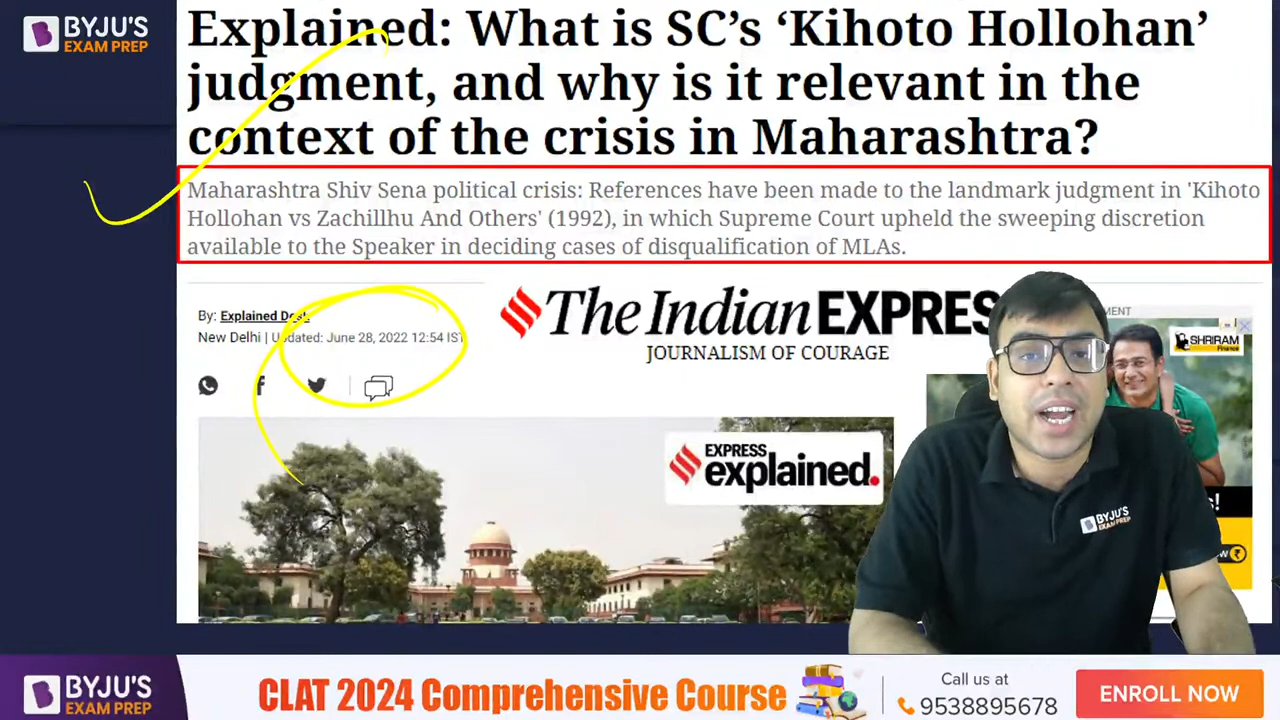 BYJU'S
EXAM PREP
Explained: What is SC's 'Kihoto Hollohan'
judgment, and why is it relevant in the
context of the crisis in Maharashtra?
Maharashtra Shiv Sena political crisis: References have been made to the landmark judgment in 'Kihoto
Hollohan vs Zachillhu And Others' (1992), in which Supreme Court upheld the sweeping discretion
available to the Speaker in deciding cases of disqualification of MLAs.
By: Explained Desk
New Delhi | Updated: June 28, 2022 12:54 IST
The Indian EXPRES
JOURNALISM OF COURAGE
EXPRESS
explained.
SHRIRAM
Finance
BYJU'S
EXAM PREP
BYJU'S
EXAM PREP
CLAT 2024 Comprehensive Course
Call us at
9538895678
ENROLL NOW